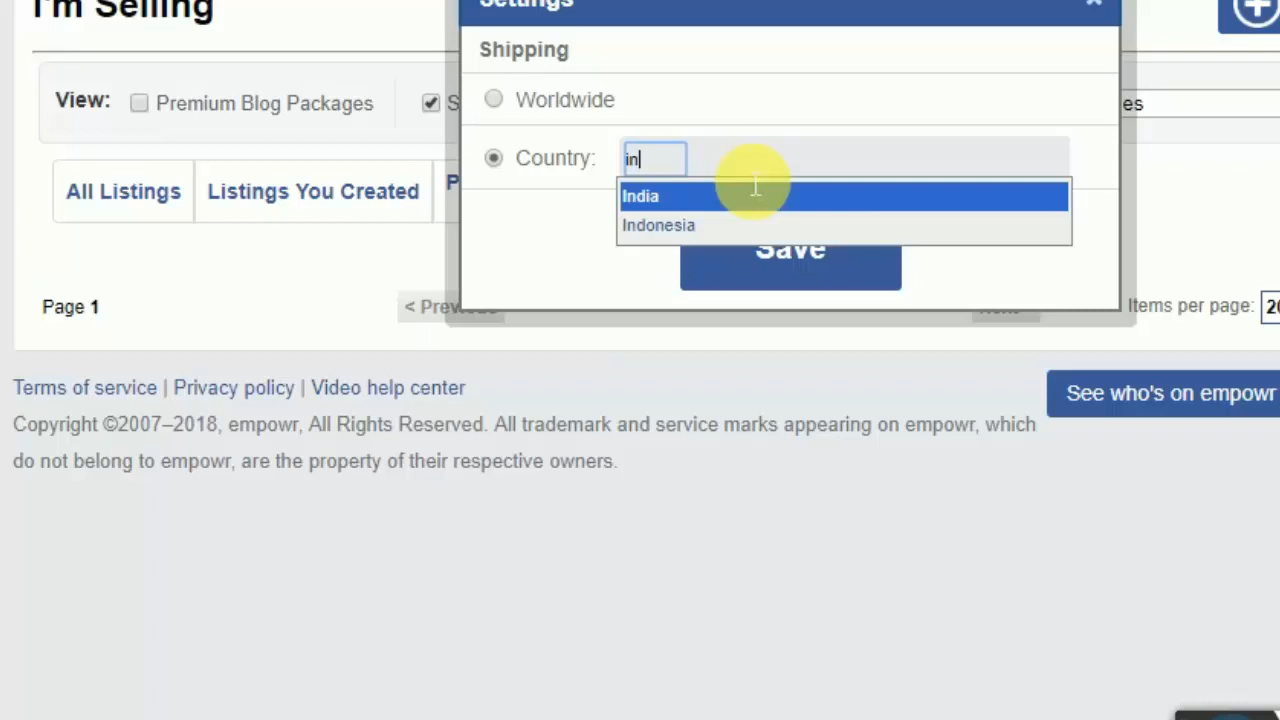 I'm Selling
Settings
Shipping
View: Premium Blog Packages S
es
Worldwide
Country: in
India
Indonesia
All Listings Listings You Created P
Save
Page 1 < Previous Next Items per page: 20
Terms of service | Privacy policy | Video help center
See who's on empowr
Copyright ©2007–2018, empowr, All Rights Reserved. All trademark and service marks appearing on empowr, which
do not belong to empowr, are the property of their respective owners.